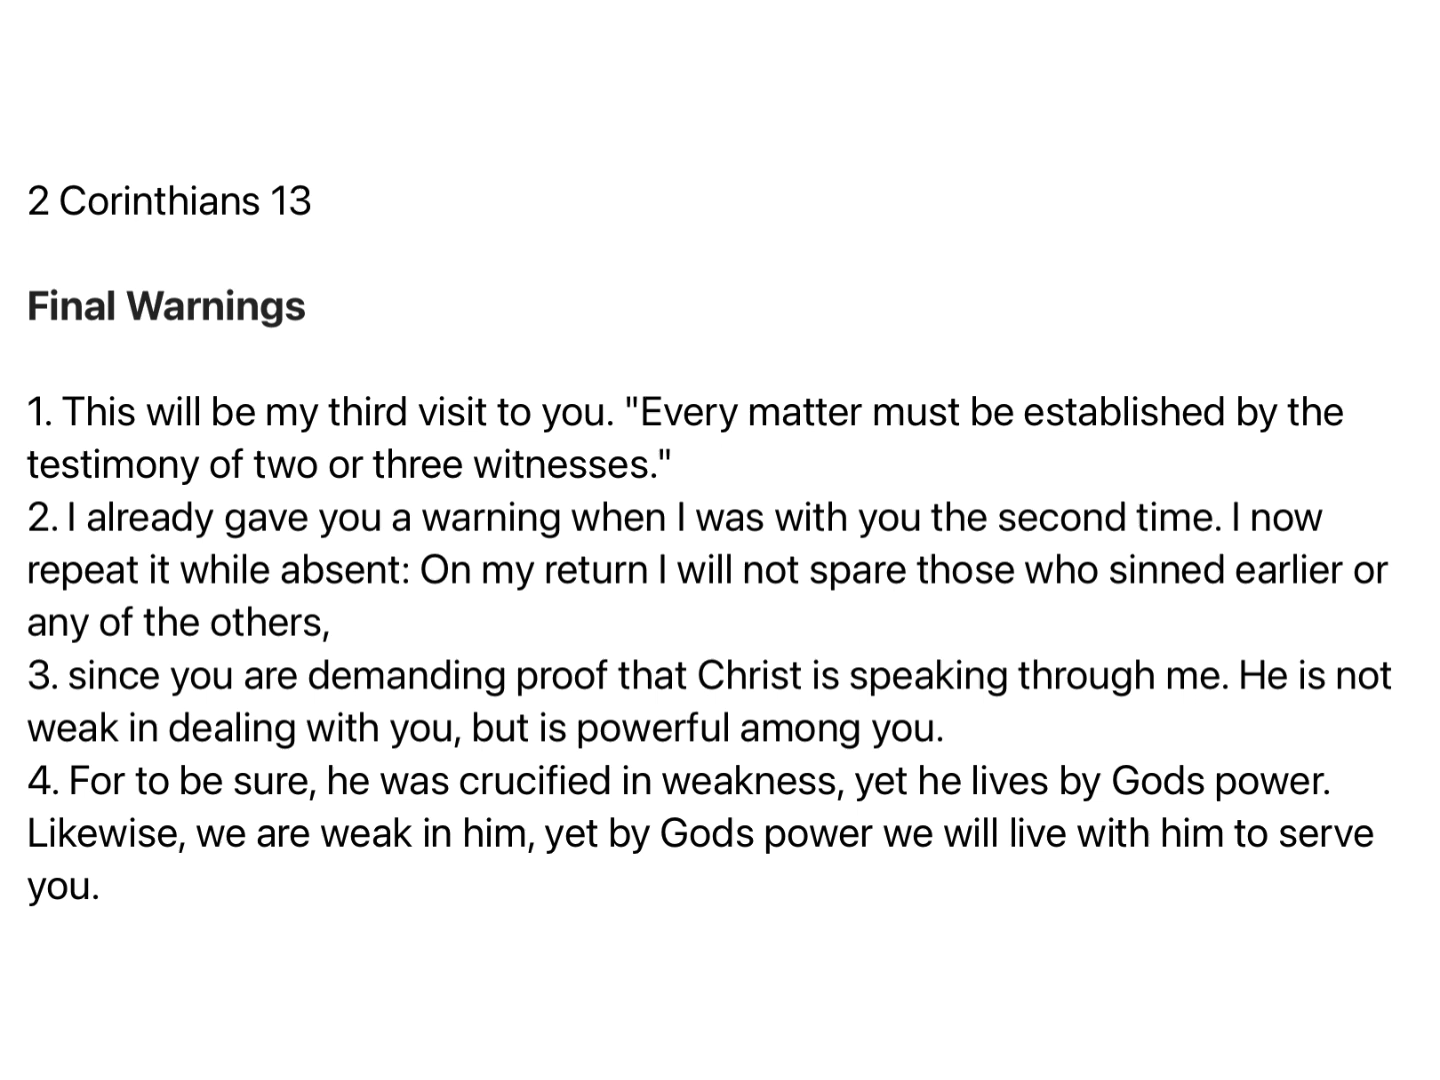 2 Corinthians 13
Final Warnings
1. This will be my third visit to you. "Every matter must be established by the
testimony of two or three witnesses."
2. I already gave you a warning when I was with you the second time. I now
repeat it while absent: On my return I will not spare those who sinned earlier or
any of the others,
3. since you are demanding proof that Christ is speaking through me. He is not
weak in dealing with you, but is powerful among you.
4. For to be sure, he was crucified in weakness, yet he lives by Gods power.
Likewise, we are weak in him, yet by Gods power we will live with him to serve
you.